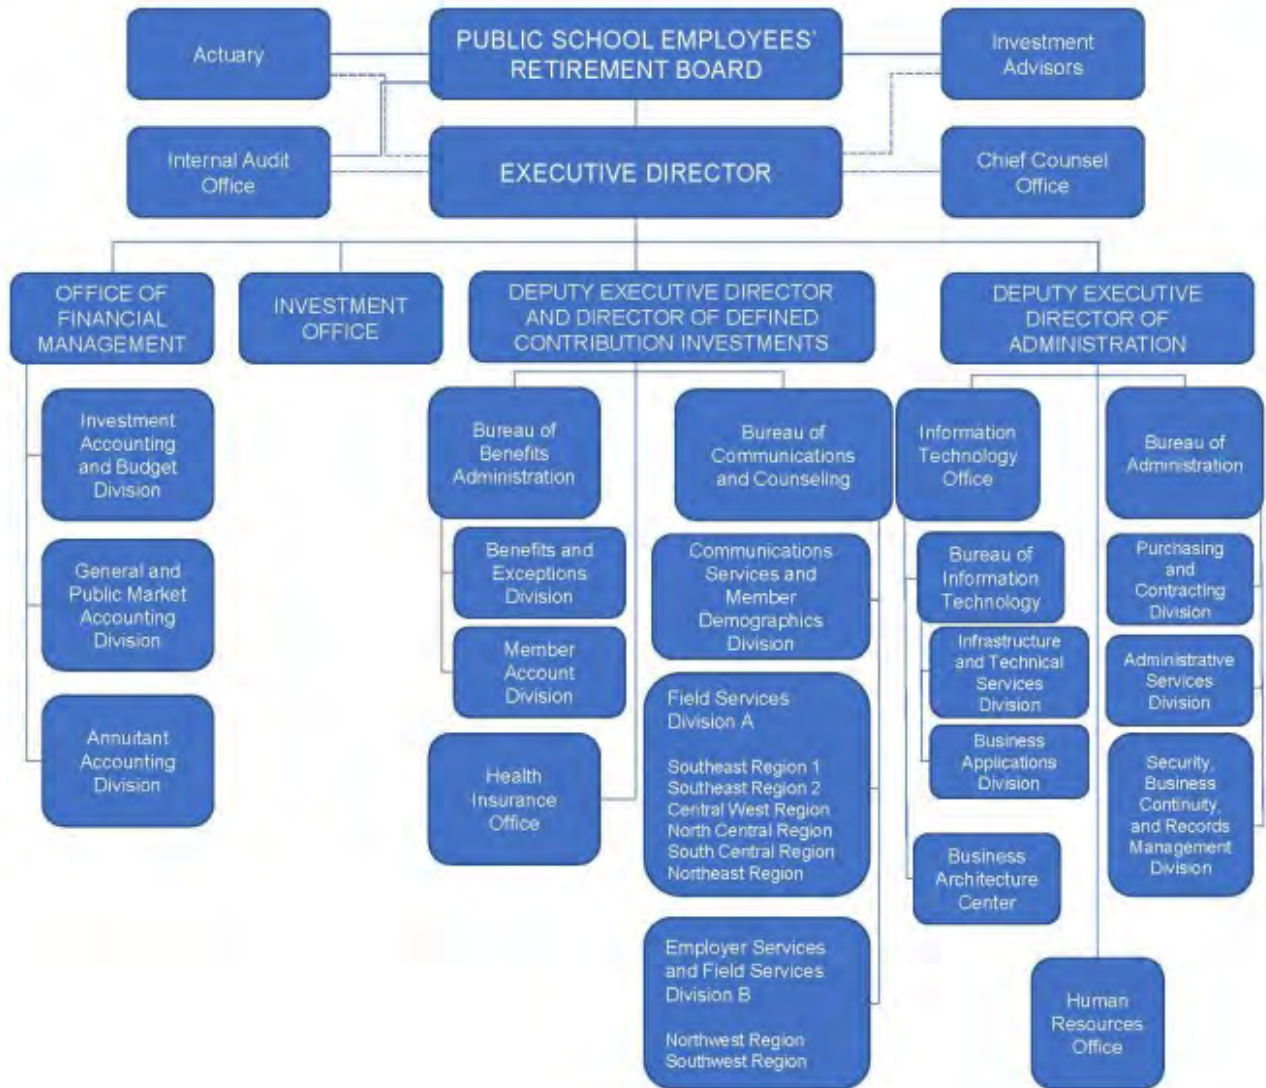 Actuary
PUBLIC SCHOOL EMPLOYEES'
RETIREMENT BOARD
Investment
Advisors
Internal Audit
Office
EXECUTIVE DIRECTOR
Chief Counsel
Office
OFFICE OF
FINANCIAL
MANAGEMENT
INVESTMENT
OFFICE
DEPUTY EXECUTIVE DIRECTOR
AND DIRECTOR OF DEFINED
CONTRIBUTION INVESTMENTS
DEPUTY EXECUTIVE
DIRECTOR OF
ADMINISTRATION
Investment
Accounting
and Budget
Division
General and
Public Market
Accounting
Division
Annuitant
Accounting
Division
Bureau of
Benefits
Administration
Benefits and
Exceptions
Division
Member
Account
Division
Health
Insurance
Office
Bureau of
Communications
and Counseling
Communications
Services and
Member
Demographics
Division
Field Services
Division A
Southeast Region 1
Southeast Region 2
Central West Region
North Central Region
South Central Region
Northeast Region
Employer Services
and Field Services
Division B
Northwest Region
Southwest Region
Information
Technology
Office
Bureau of
Information
Technology
Infrastructure
and Technical
Services
Division
Business
Applications
Division
Business
Architecture
Center
Bureau of
Administration
Purchasing
and
Contracting
Division
Administrative
Services
Division
Security,
Business
Continuity,
and Records
Management
Division
Human
Resources
Office